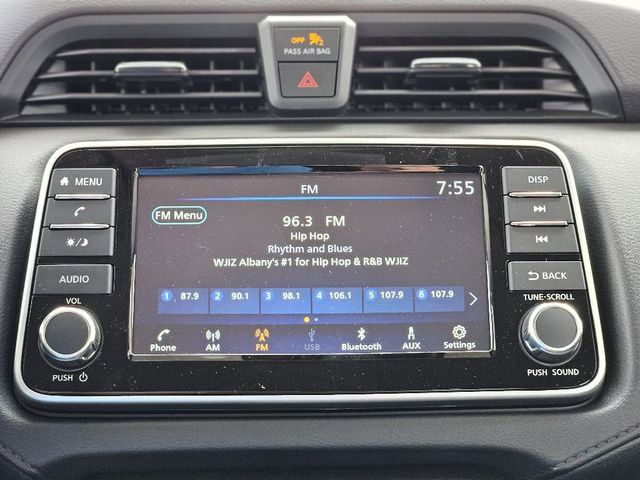 OFF
PASS AIR BAG
MENU
FM
7:55
DISP
FM Menu
96.3 FM
Hip Hop
Rhythm and Blues
WJIZ Albany's #1 for Hip Hop & R&B WJIZ
AUDIO
BACK
1 87.9 2 90.1 3 98.1 4 106.1 5 107.9 6 107.9
VOL
TUNE·SCROLL
Phone AM FM USB Bluetooth AUX Settings
PUSH
PUSH SOUND